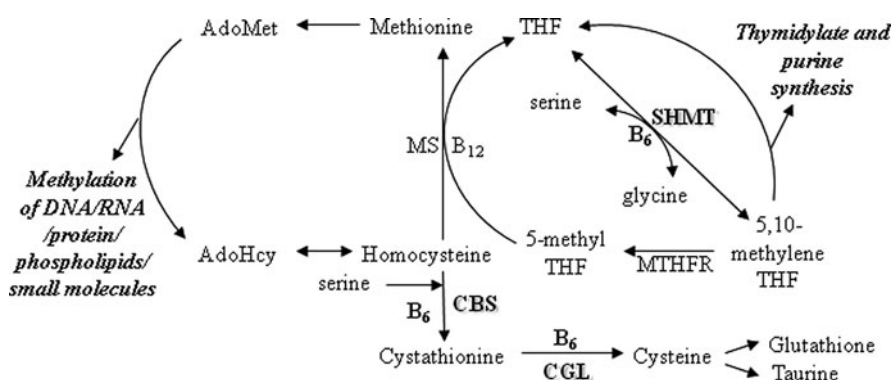 AdoMet
Methionine
THF
Thymidylate and
purine
synthesis
serine
SHMT
B6
glycine
MS
B12
Methylation
of DNA/RNA
/protein/
phospholipids/
small molecules
AdoHcy
Homocysteine
5-methyl
THF
MTHFR
5,10-
methylene
THF
serine
B6
CBS
Cystathionine
B6
CGL
Cysteine
Glutathione
Taurine